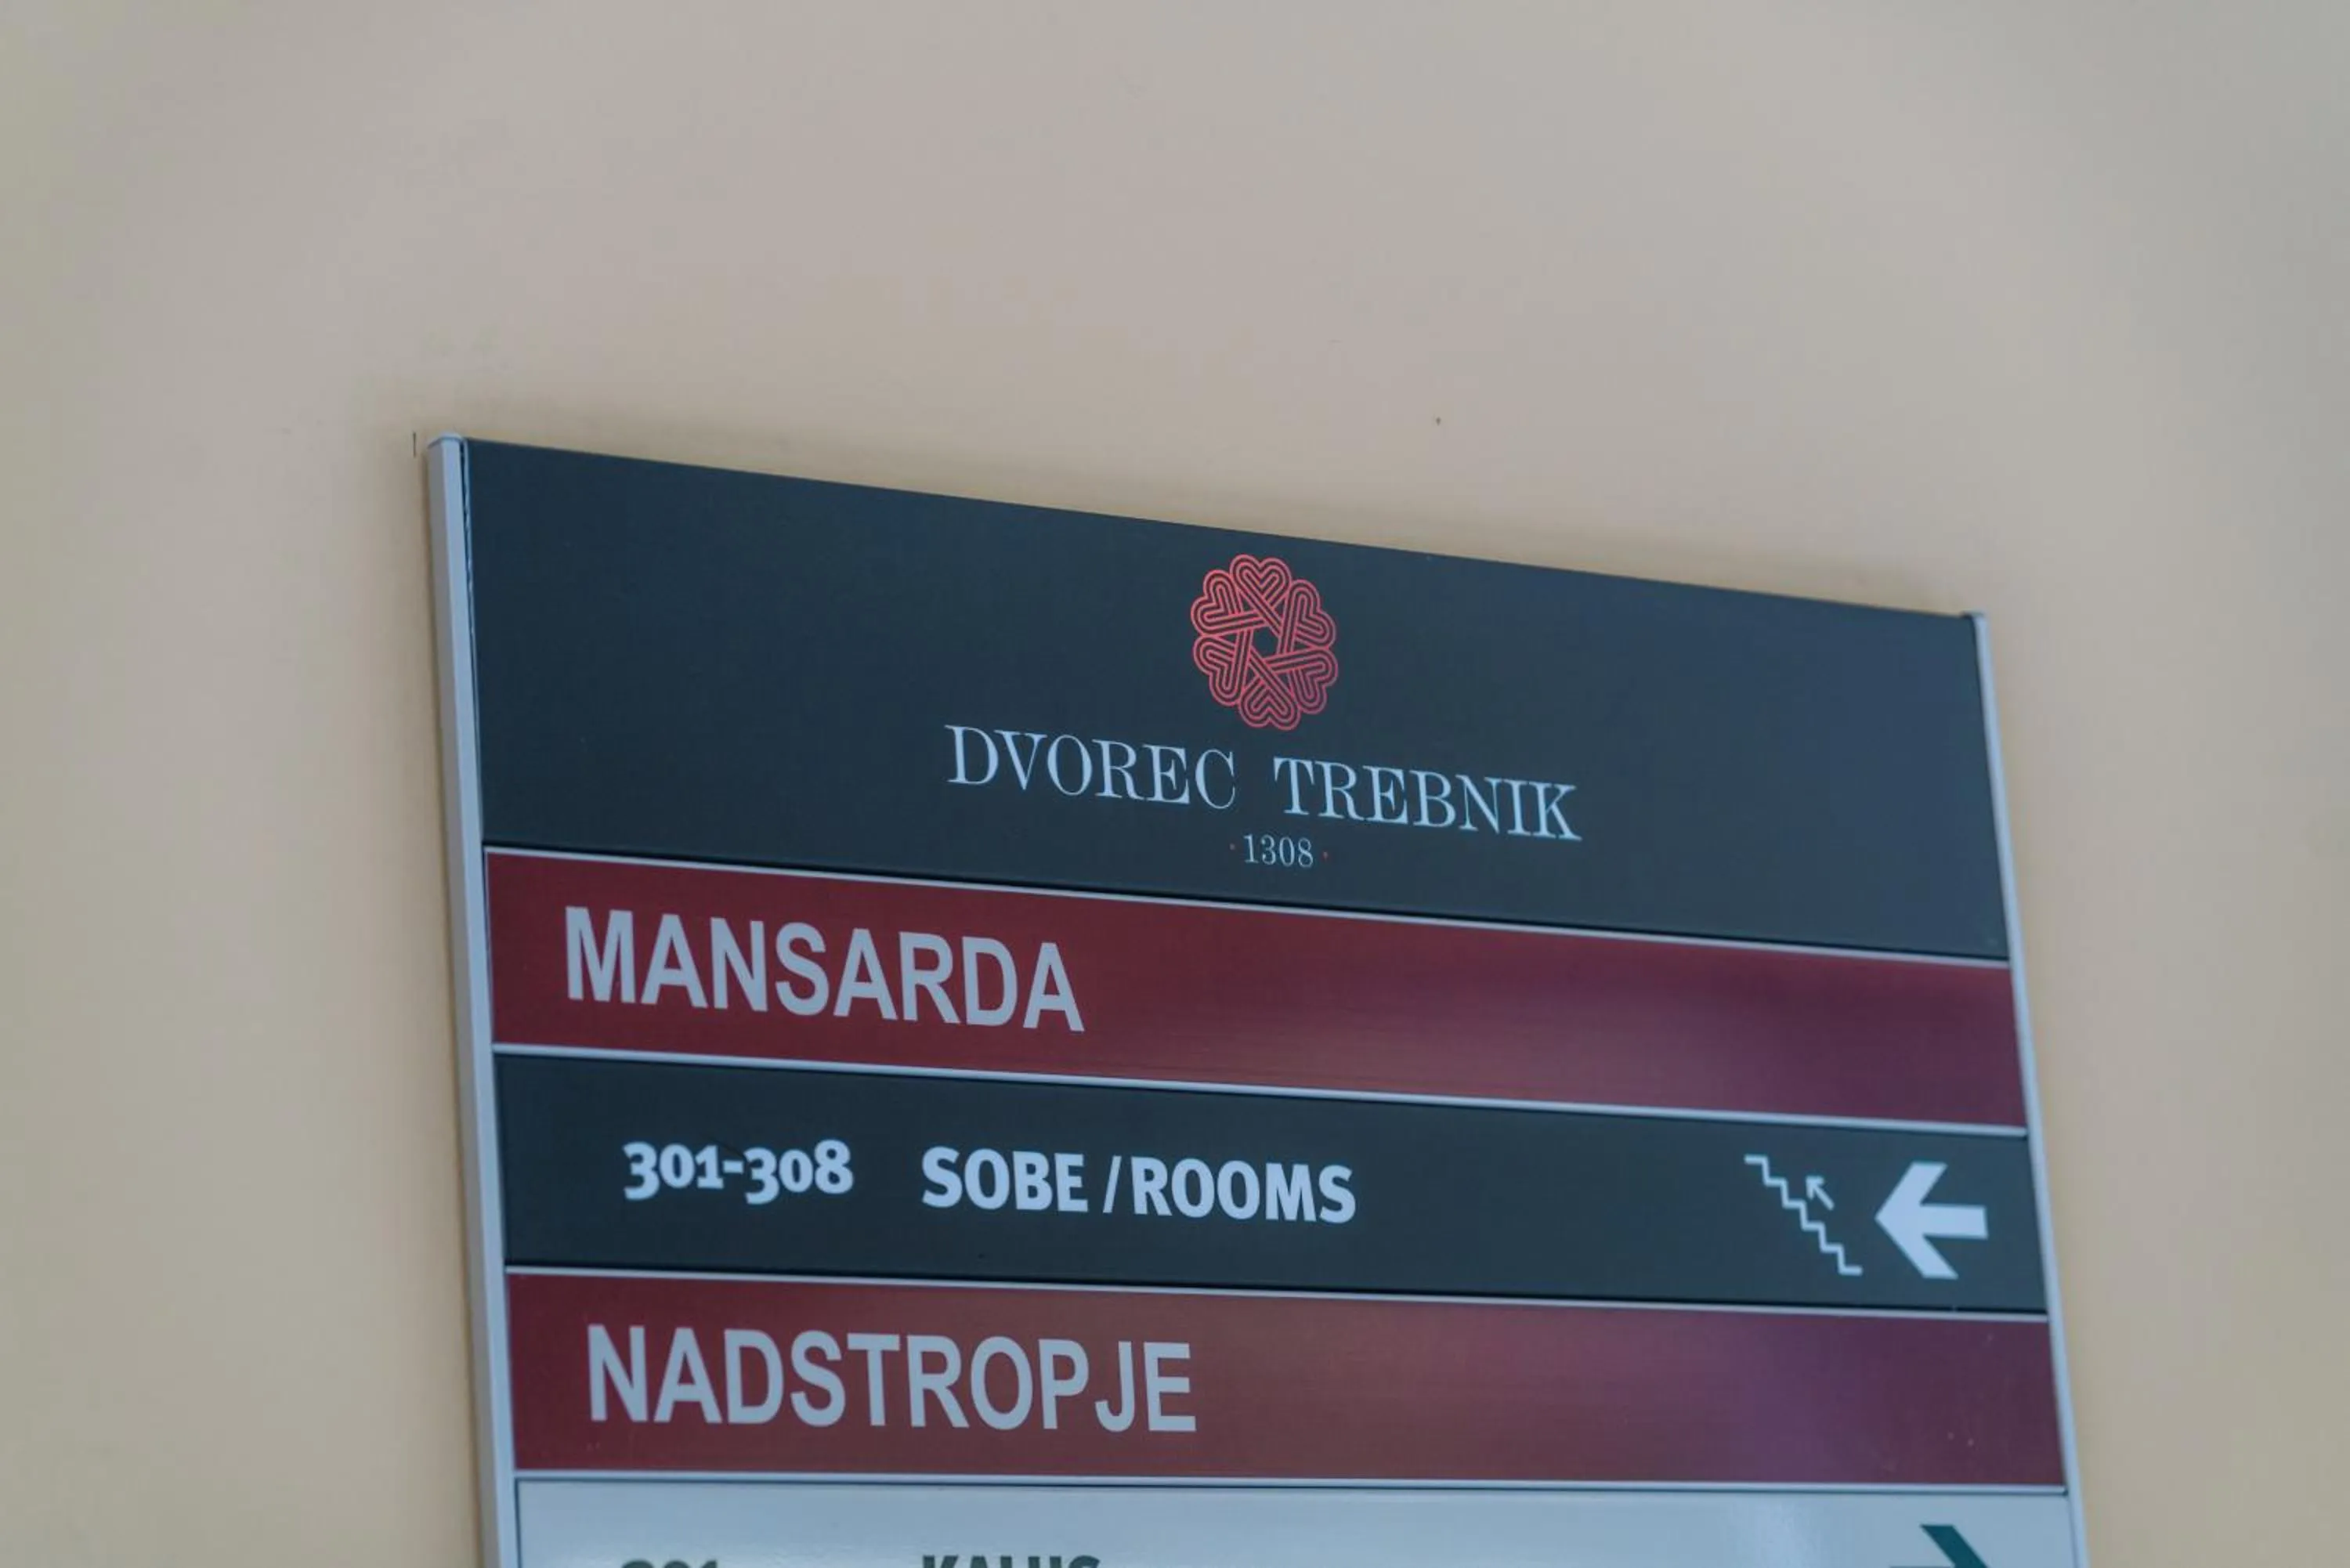 DVOREC TREBNIK
· 1308 ·
MANSARDA
301-308 SOBE / ROOMS
NADSTROPJE